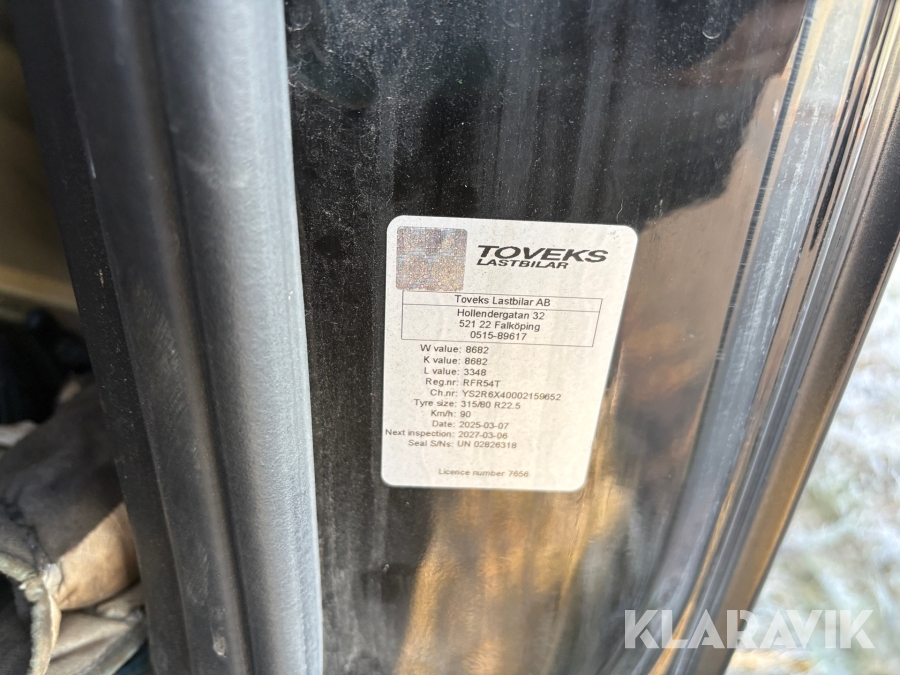 TOVEKS
LASTBILAR
Toveks Lastbilar AB
Hollendergatan 32
521 22 Falköping
0515-89617
W value: 8682
K value: 8682
L value: 3348
Reg.nr: RFR54T
Ch.nr: YS2R6X40002159652
Tyre size: 315/80 R22.5
Km/h: 90
Date: 2025-03-07
Next inspection: 2027-03-06
Seal S/Ns: UN 02826318
Licence number 7656
KLARAVIK